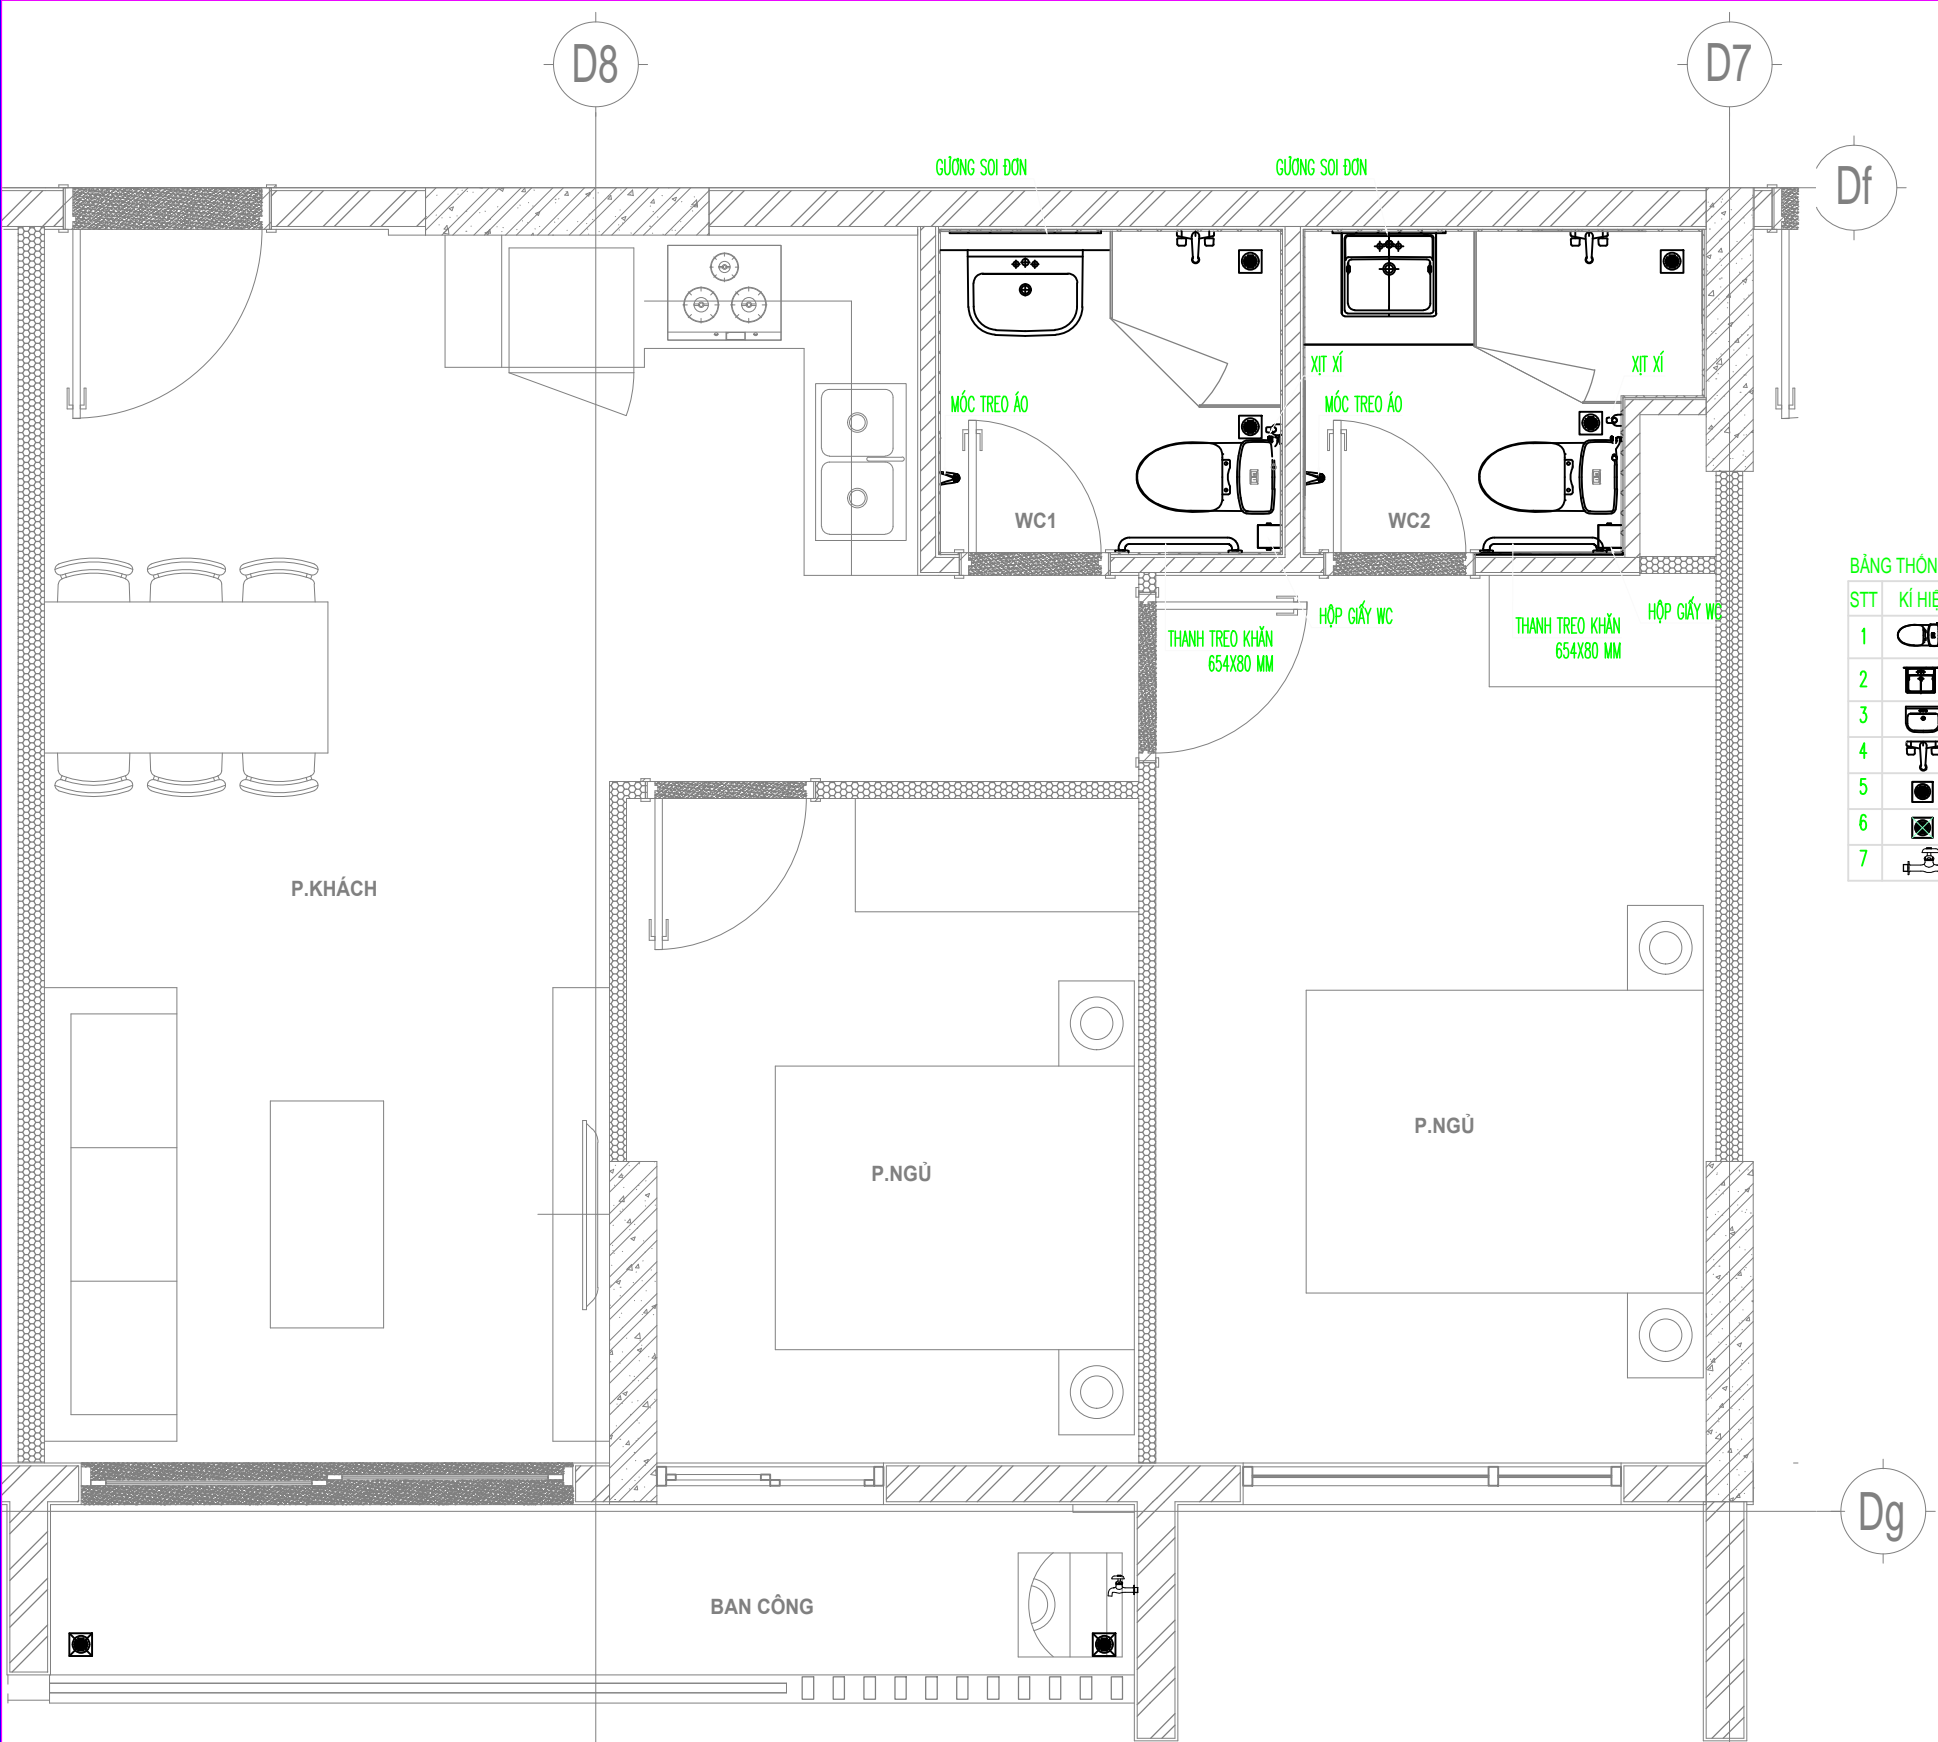 D8
D7
Df
GƯƠNG SOI ĐƠN
GƯƠNG SOI ĐƠN
XỊT XÍ
XỊT XÍ
MÓC TREO ÁO
MÓC TREO ÁO
WC1
WC2
HỘP GIẤY WC
HỘP GIẤY WC
THANH TREO KHĂN
654X80 MM
THANH TREO KHĂN
654X80 MM
BẢNG THỐN
STT KÍ HIỆ
1
2
3
4
5
6
7
P.KHÁCH
P.NGỦ
P.NGỦ
Dg
BAN CÔNG